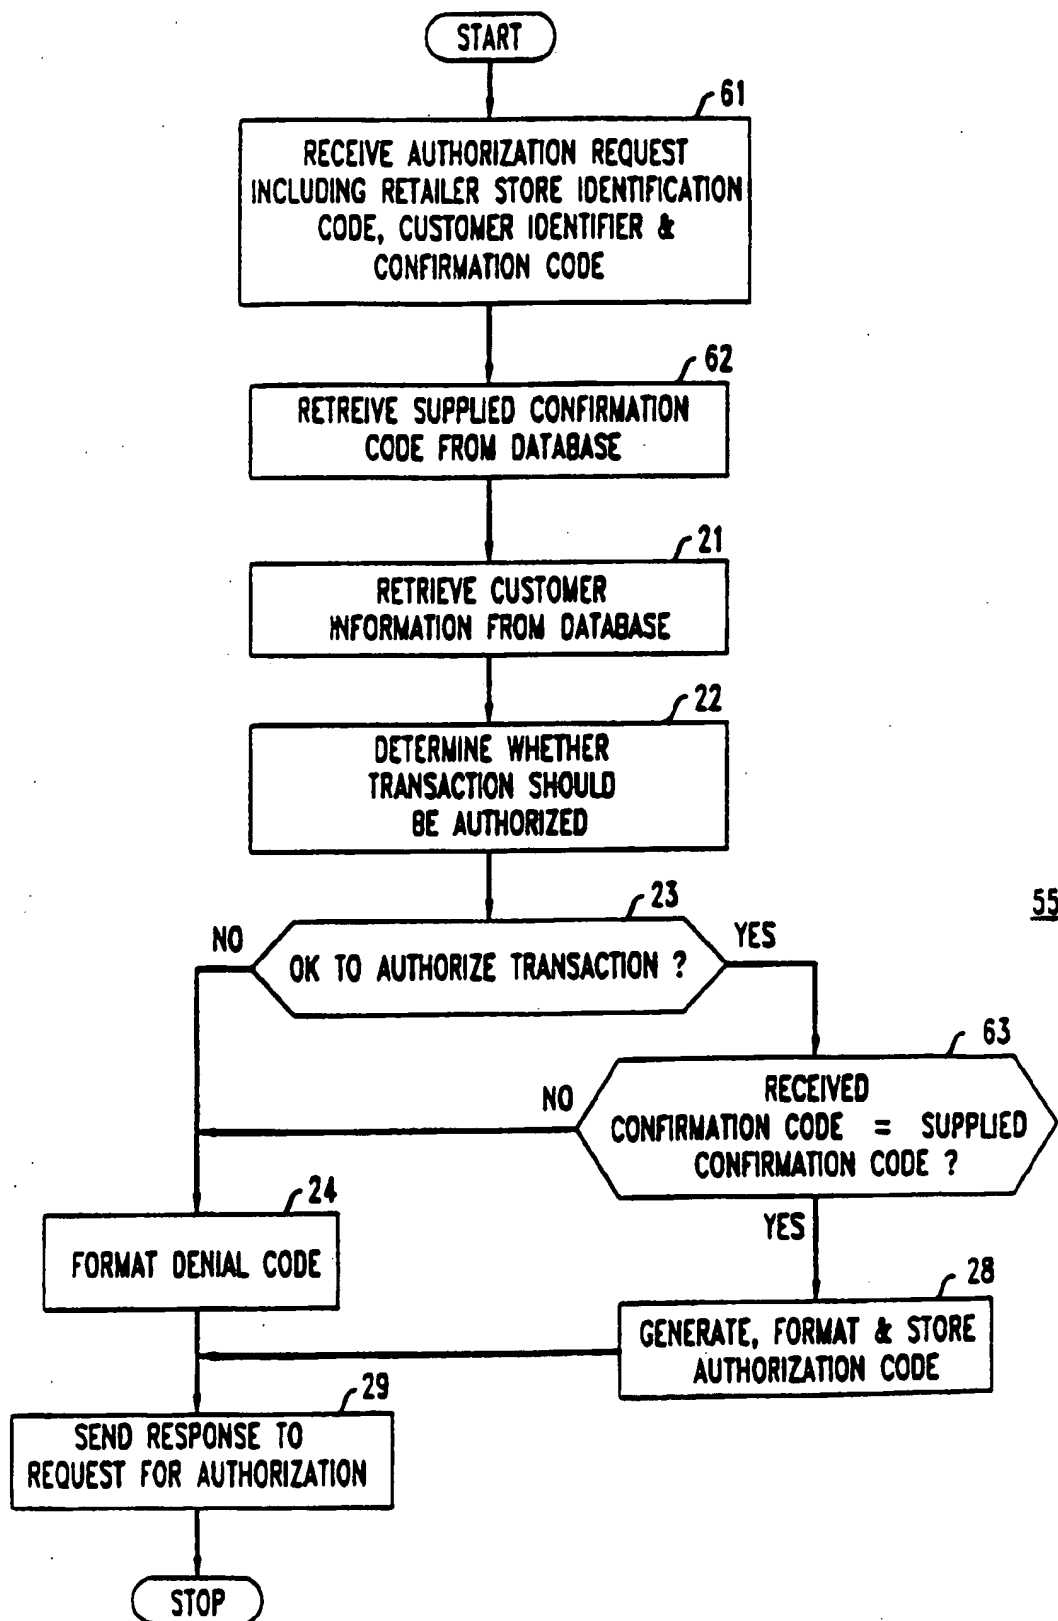 START
61
RECEIVE AUTHORIZATION REQUEST
INCLUDING RETAILER STORE IDENTIFICATION
CODE, CUSTOMER IDENTIFIER &
CONFIRMATION CODE
62
RETREIVE SUPPLIED CONFIRMATION
CODE FROM DATABASE
21
RETRIEVE CUSTOMER
INFORMATION FROM DATABASE
22
DETERMINE WHETHER
TRANSACTION SHOULD
BE AUTHORIZED
23
55
NO
OK TO AUTHORIZE TRANSACTION ?
YES
63
NO
RECEIVED
CONFIRMATION CODE = SUPPLIED
CONFIRMATION CODE ?
24
YES
FORMAT DENIAL CODE
28
GENERATE, FORMAT & STORE
AUTHORIZATION CODE
29
SEND RESPONSE TO
REQUEST FOR AUTHORIZATION
STOP